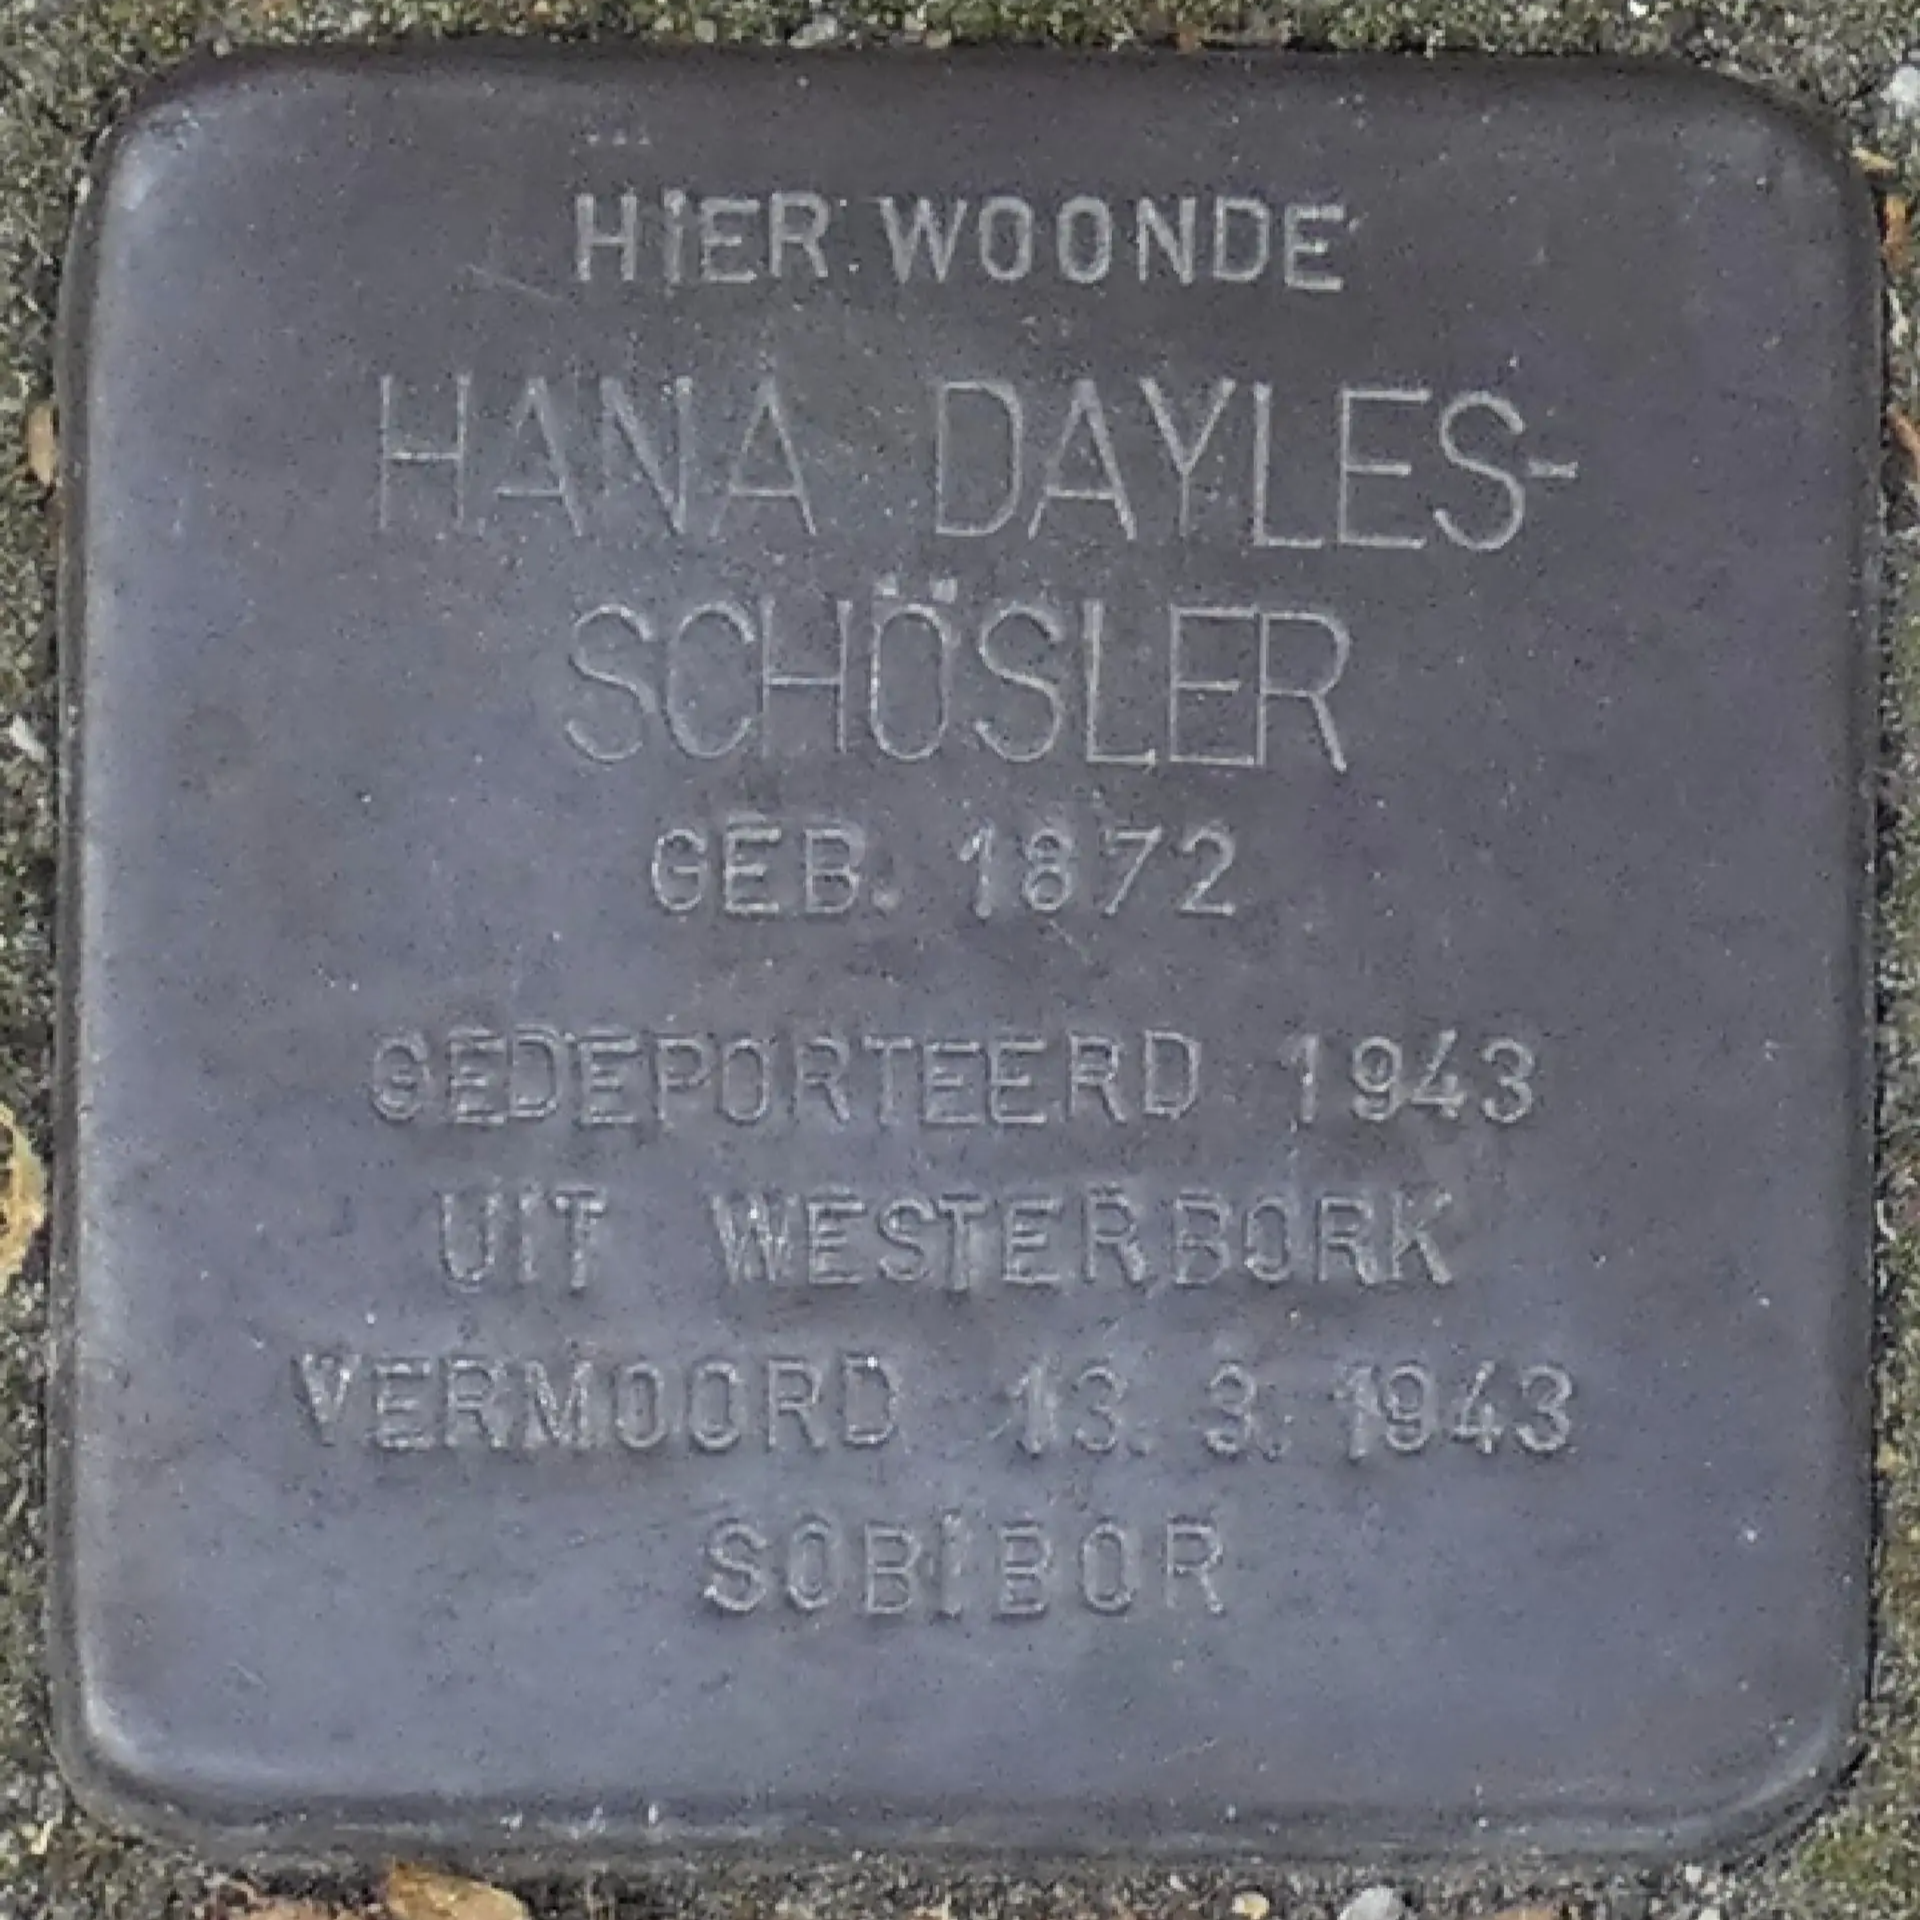 HIER WOONDE
HANA DAYLES-
SCHÖSLER
GEB. 1872
GEDEPORTEERD 1943
UIT WESTERBORK
VERMOORD 13.3.1943
SOBIBOR